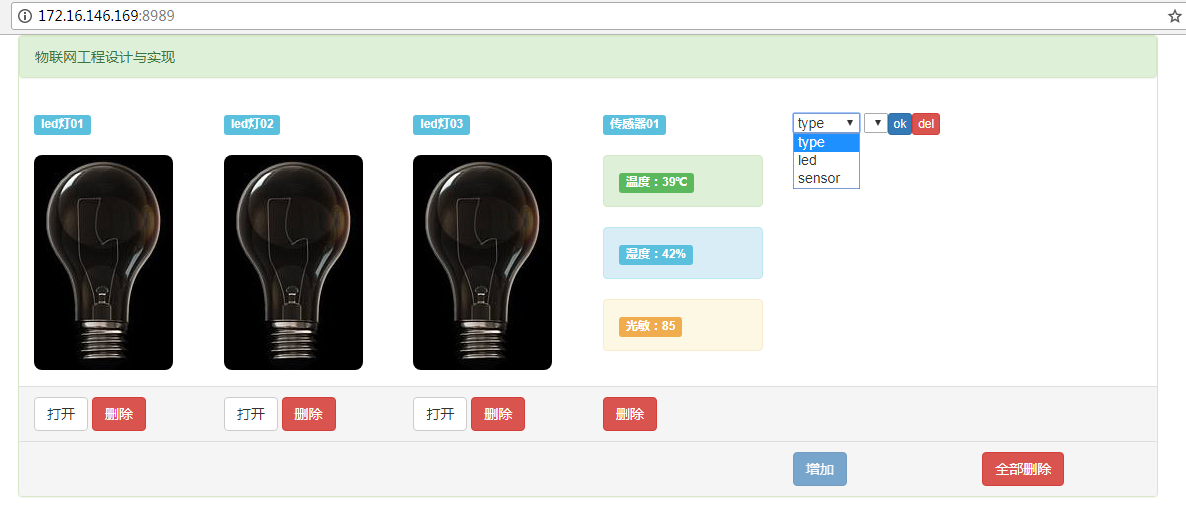 172.16.146.169:8989
物联网工程设计与实现
led灯01 led灯02 led灯03 传感器01 type ok del
type
led
sensor
温度：39℃
湿度：42%
光敏：85
打开 删除 打开 删除 打开 删除 删除
增加 全部删除